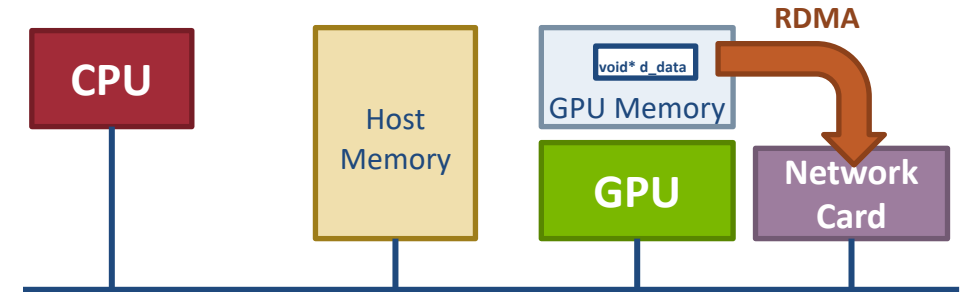 RDMA
CPU
Host
Memory
void* d_data
GPU Memory
GPU
Network
Card